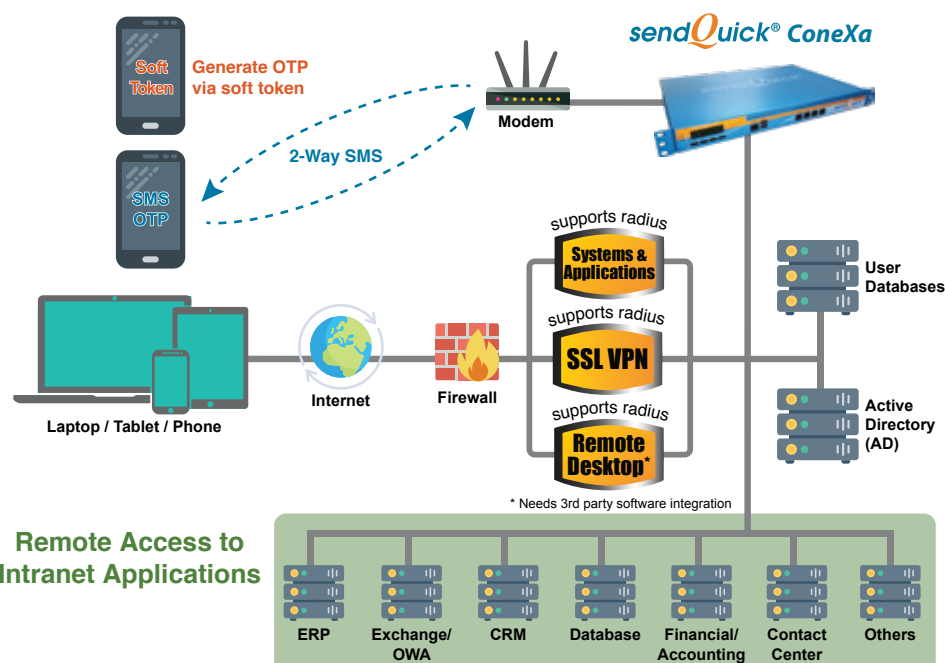 sendQuick® ConeXa
Soft
Token
Generate OTP
via soft token
Modem
2-Way SMS
SMS
OTP
supports radius
Systems &
Applications
User
Databases
supports radius
SSL VPN
Internet
Firewall
Laptop / Tablet / Phone
supports radius
Remote
Desktop*
Active
Directory
(AD)
* Needs 3rd party software integration
Remote Access to
Intranet Applications
ERP
Exchange/
OWA
CRM
Database
Financial/
Accounting
Contact
Center
Others